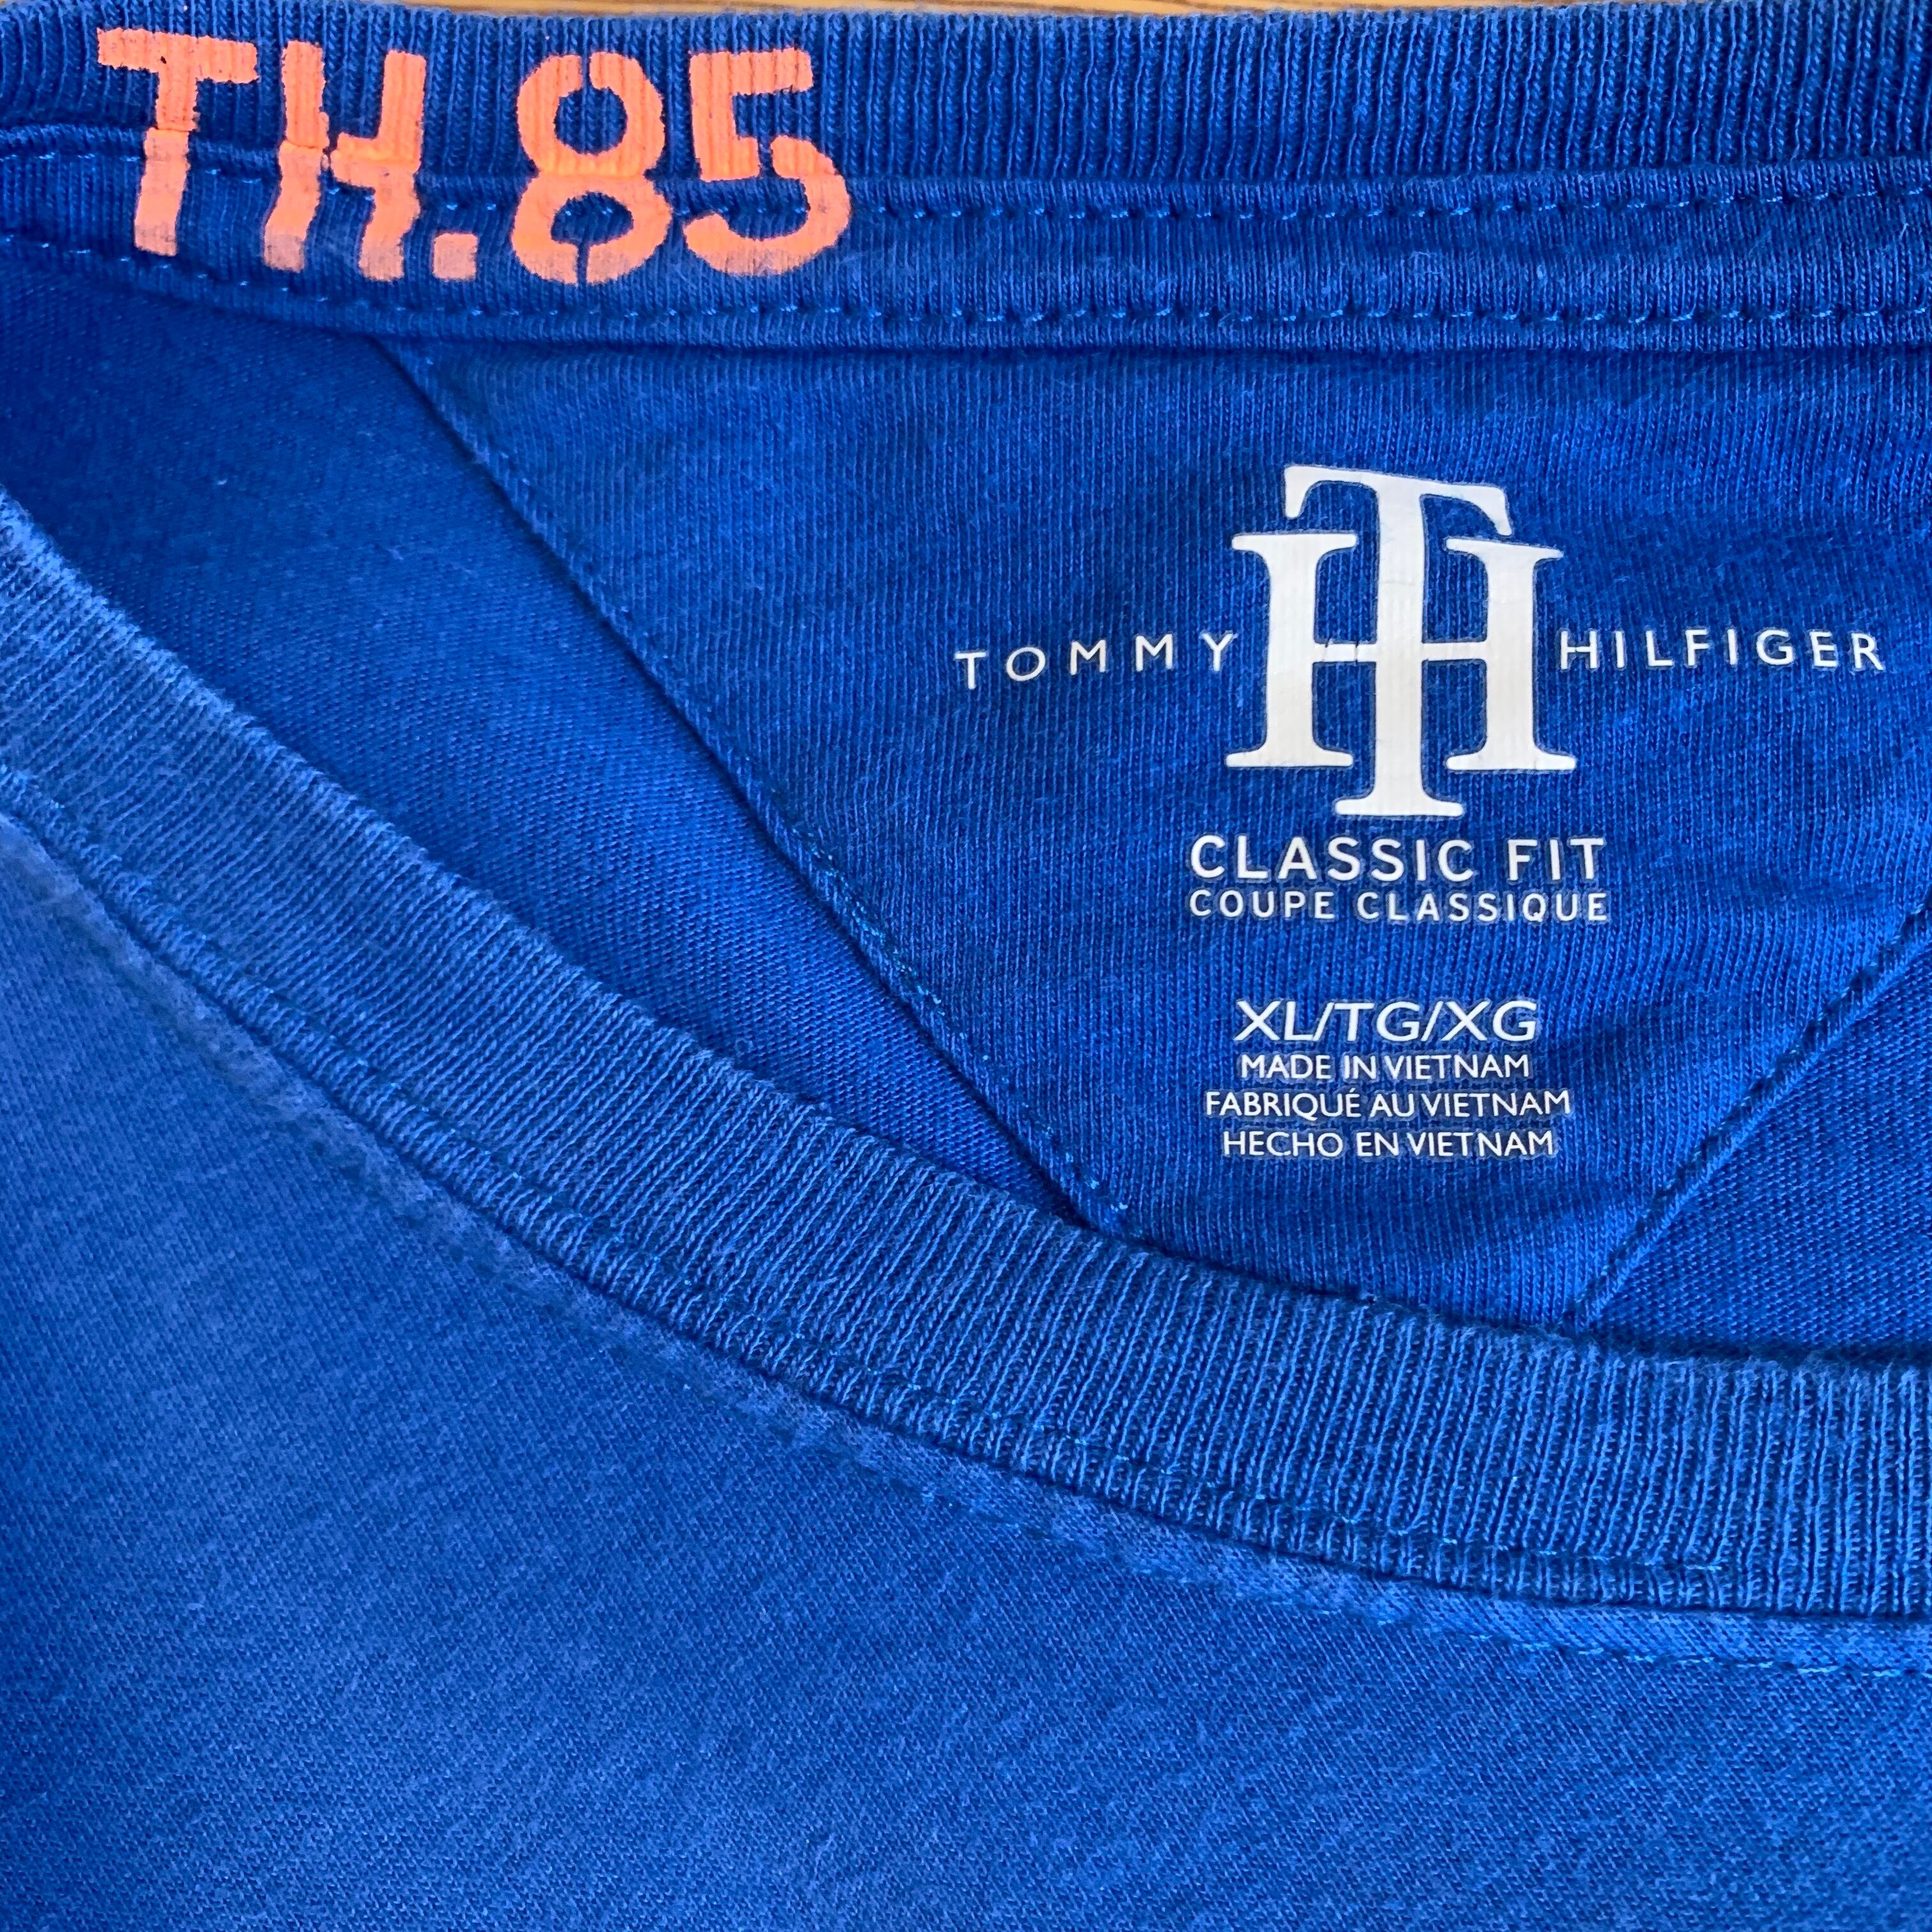 TH.85
TOMMY TH HILFIGER
CLASSIC FIT
COUPE CLASSIQUE
XL/TG/XG
MADE IN VIETNAM
FABRIQUÉ AU VIETNAM
HECHO EN VIETNAM